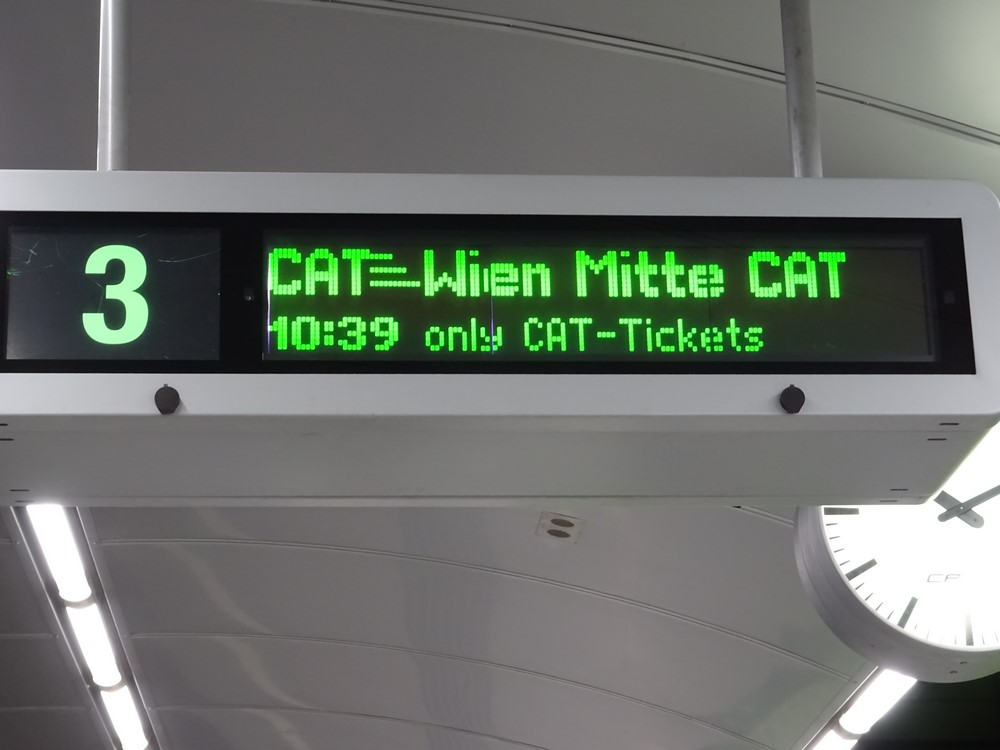 3
CAT Wien Mitte CAT
10:39 only CAT-Tickets